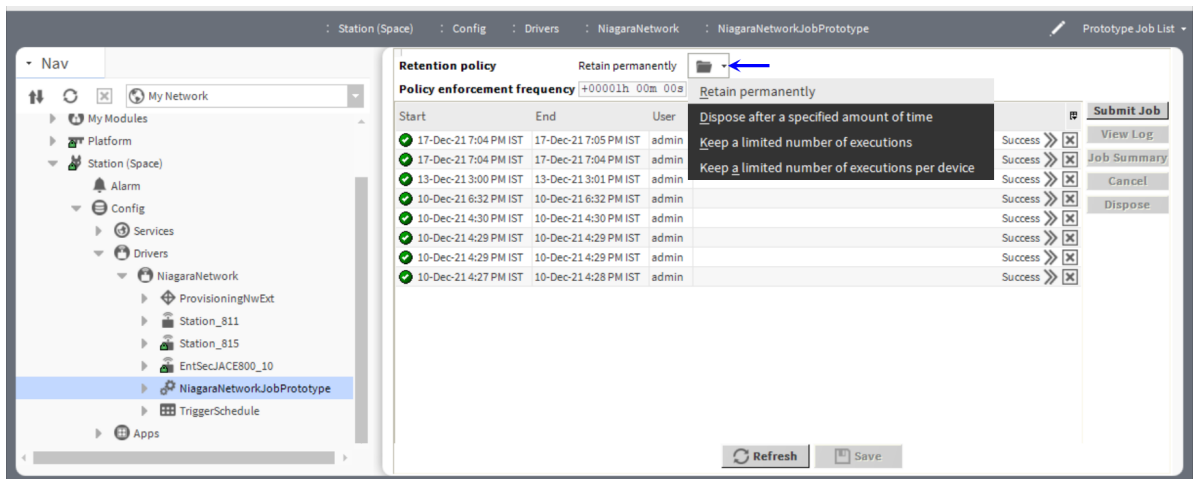 : Station (Space) : Config : Drivers : NiagaraNetwork : NiagaraNetworkJobPrototype Prototype Job List
Nav
My Network
My Modules
Platform
Station (Space)
Alarm
Config
Services
Drivers
NiagaraNetwork
ProvisioningNwExt
Station_811
Station_815
EntSecJACE800_10
NiagaraNetworkJobPrototype
TriggerSchedule
Apps
Retention policy Retain permanently
Policy enforcement frequency +00001h 00m 00s
Retain permanently
Dispose after a specified amount of time
Keep a limited number of executions
Keep a limited number of executions per device
Start End User
17-Dec-21 7:04 PM IST 17-Dec-21 7:05 PM IST admin Success
17-Dec-21 7:04 PM IST 17-Dec-21 7:04 PM IST admin Success
13-Dec-21 3:00 PM IST 13-Dec-21 3:01 PM IST admin Success
10-Dec-21 6:32 PM IST 10-Dec-21 6:32 PM IST admin Success
10-Dec-21 4:30 PM IST 10-Dec-21 4:30 PM IST admin Success
10-Dec-21 4:29 PM IST 10-Dec-21 4:29 PM IST admin Success
10-Dec-21 4:29 PM IST 10-Dec-21 4:29 PM IST admin Success
10-Dec-21 4:27 PM IST 10-Dec-21 4:28 PM IST admin Success
Submit Job
View Log
Job Summary
Cancel
Dispose
Refresh Save